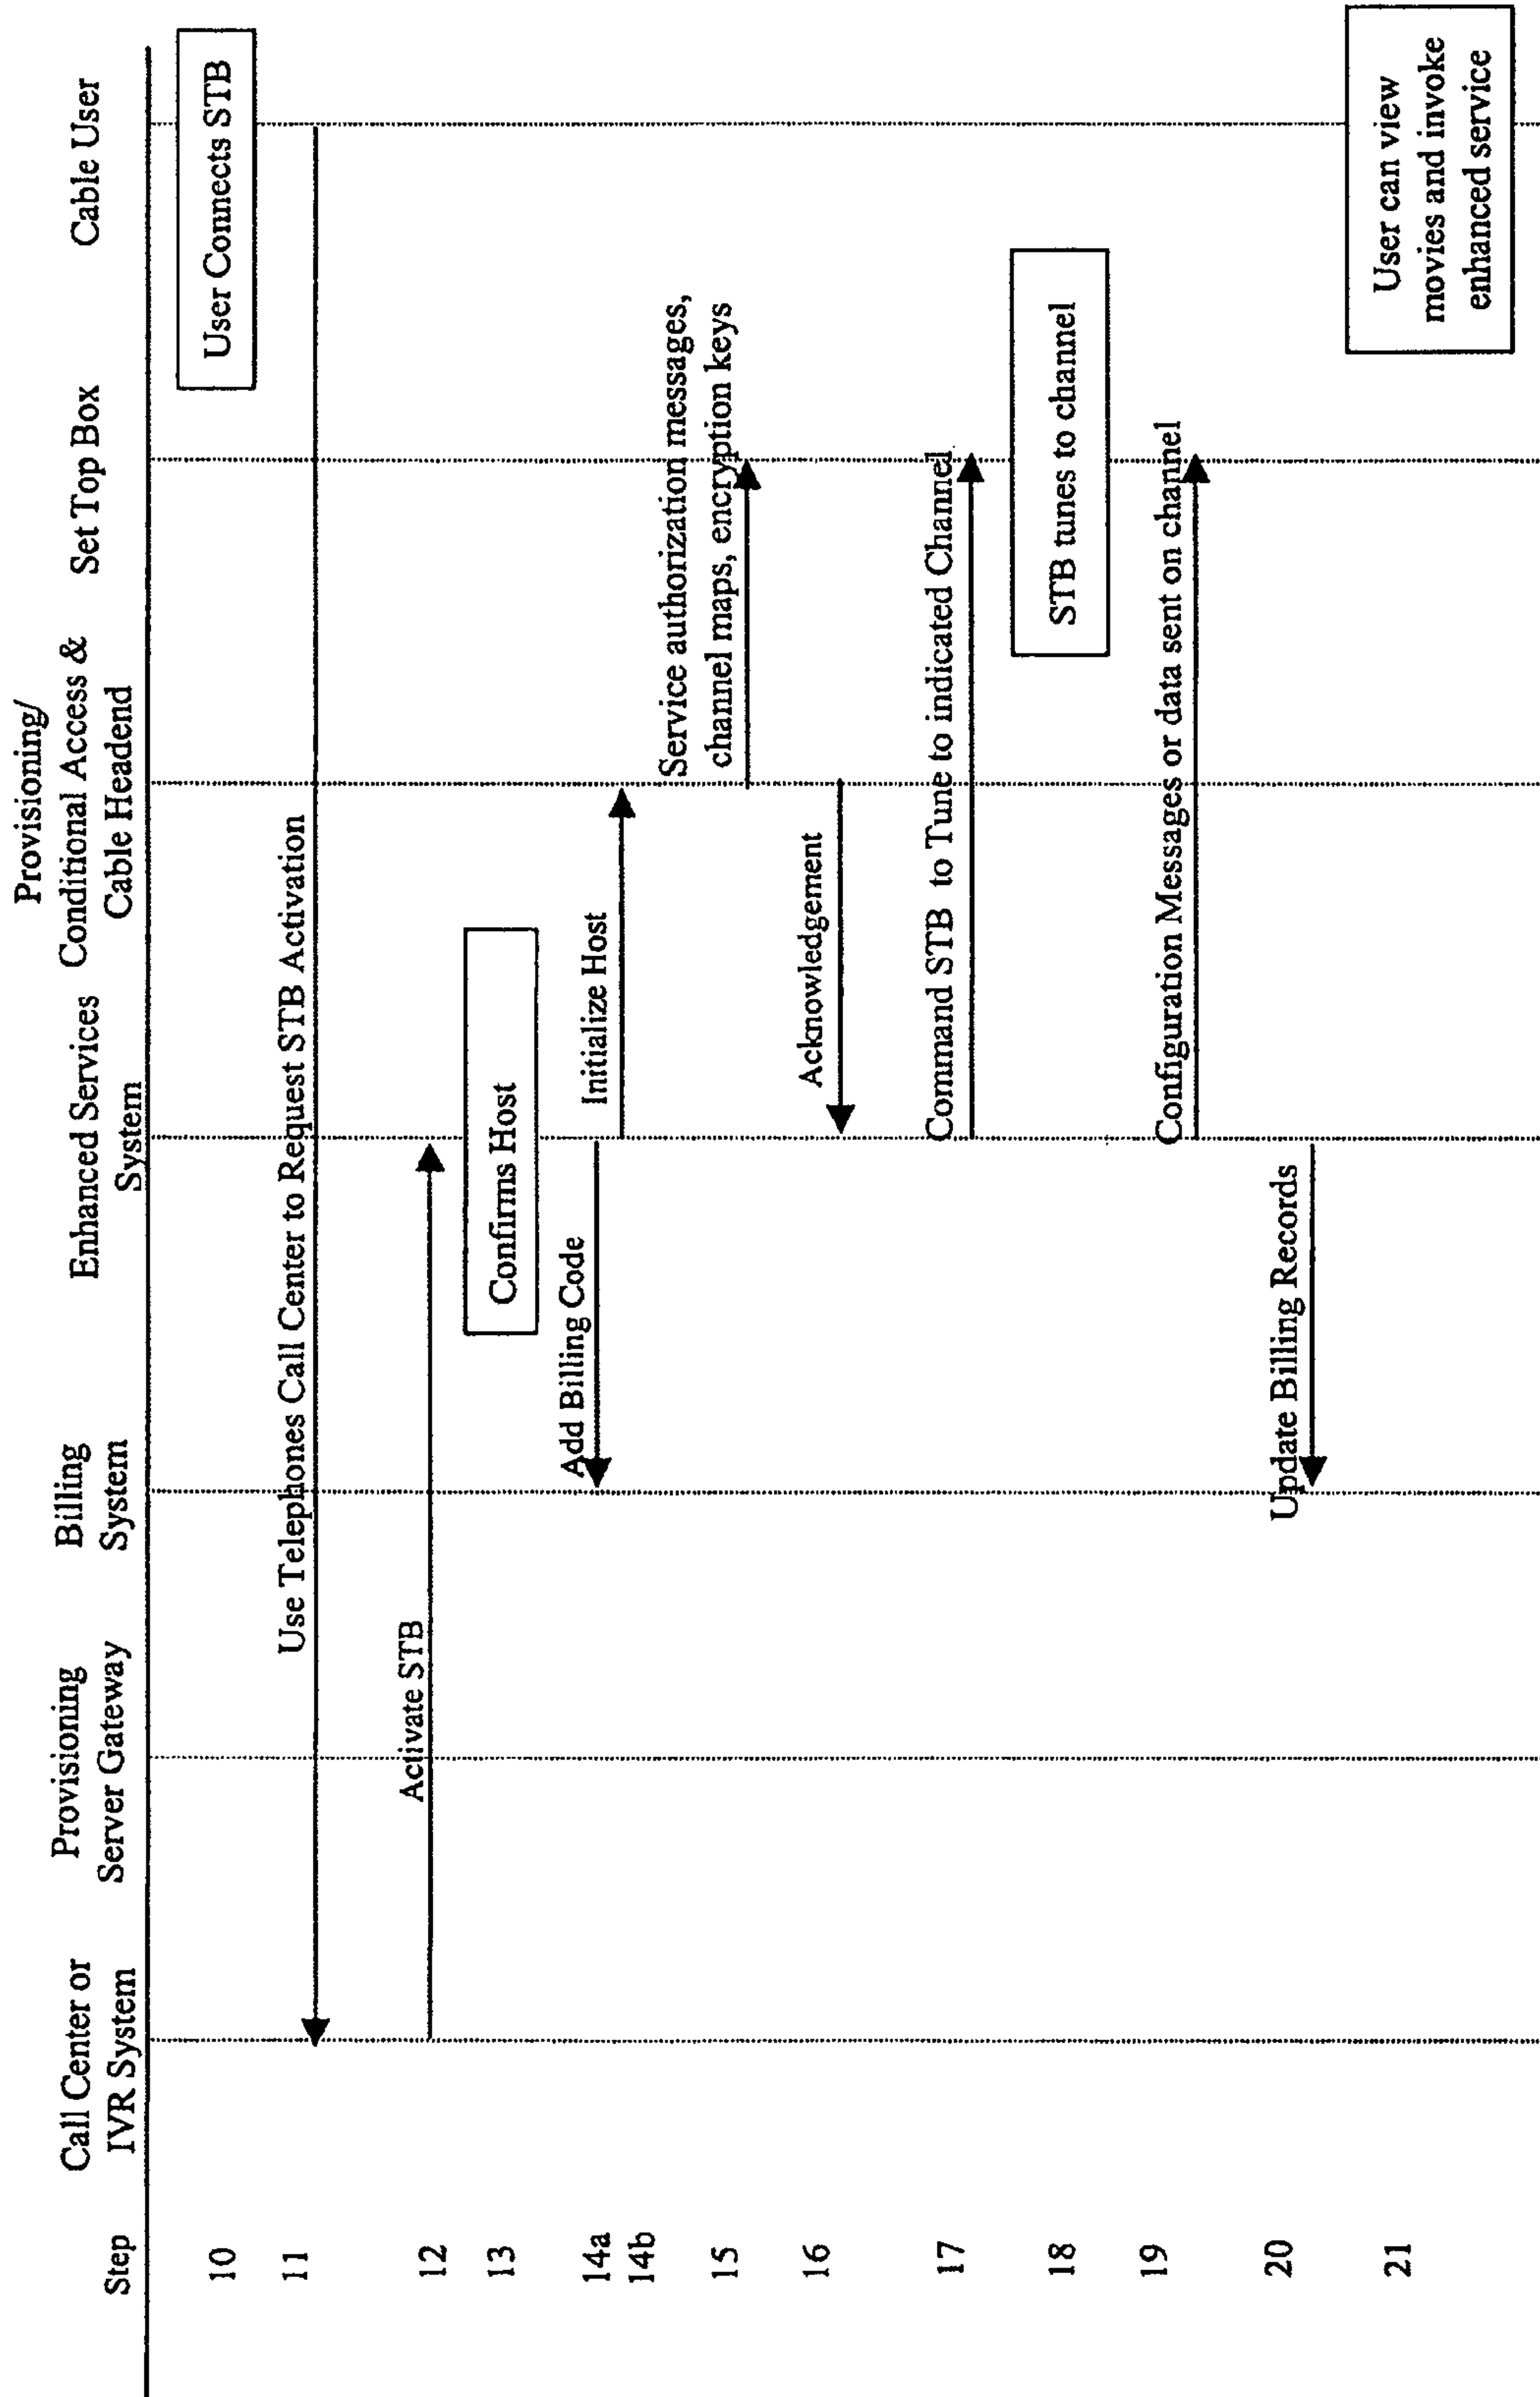 Step
Call Center or
IVR System
Provisioning
Server Gateway
Billing
System
Enhanced Services
System
Provisioning/
Conditional Access &
Cable Headend
Set Top Box
Cable User
10
User Connects STB
11
Use Telephones Call Center to Request STB Activation
12
Activate STB
13
Confirms Host
14a
Add Billing Code
14b
Initialize Host
15
Service authorization messages,
channel maps, encryption keys
16
Acknowledgement
17
Command STB to Tune to indicated Channel
18
STB tunes to channel
19
Configuration Messages or data sent on channel
20
Update Billing Records
21
User can view
movies and invoke
enhanced service